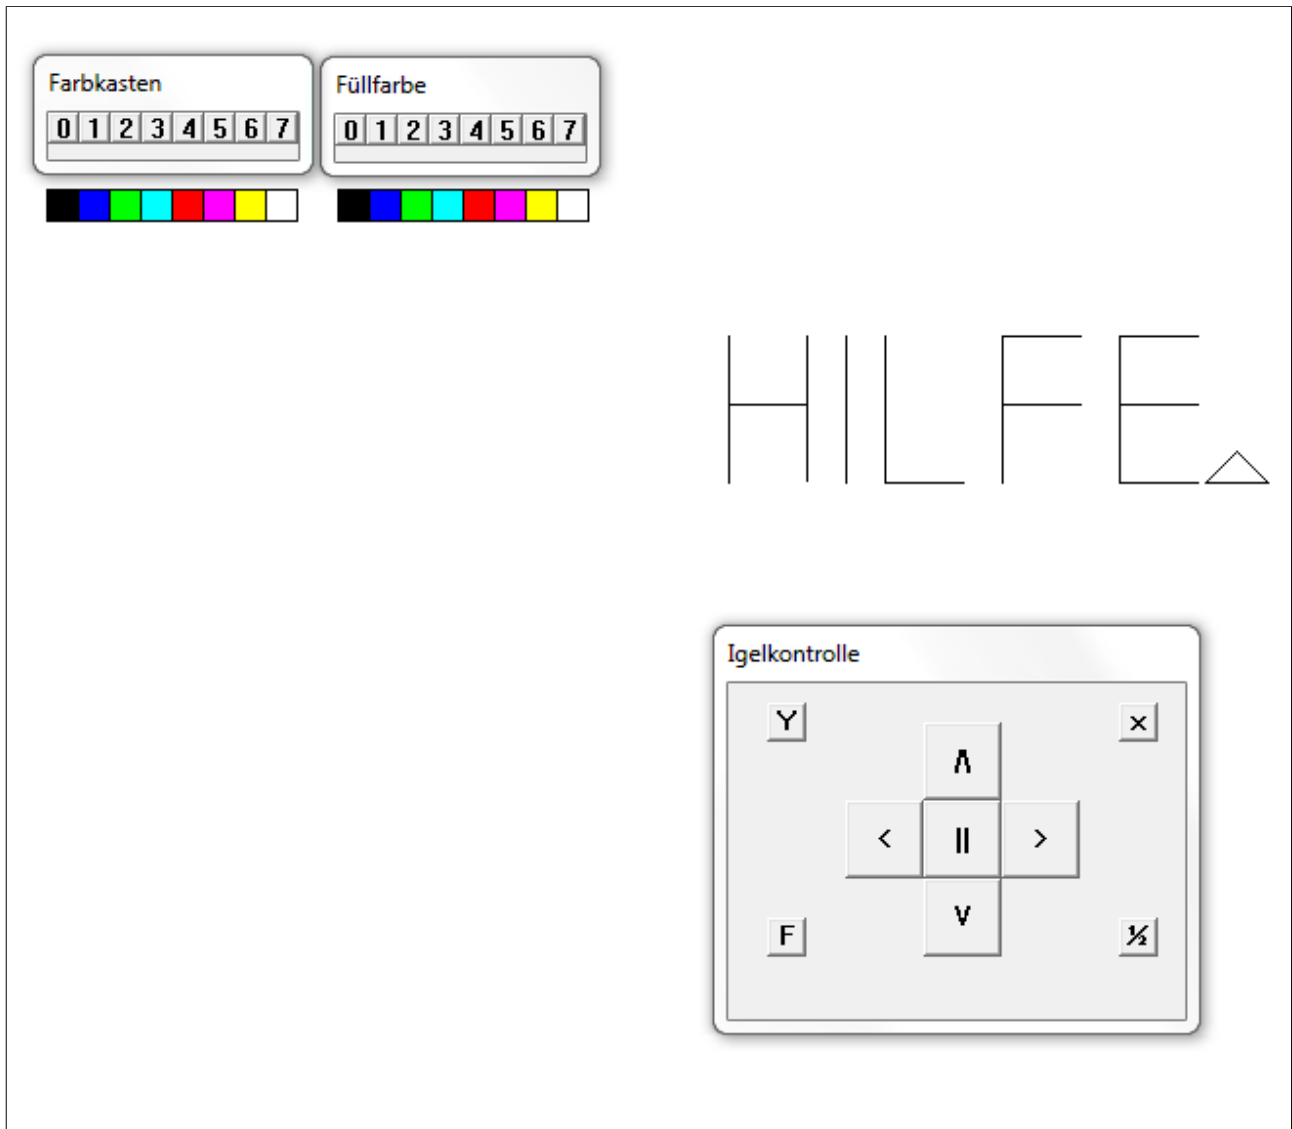 Farbkasten
0 1 2 3 4 5 6 7
Füllfarbe
0 1 2 3 4 5 6 7
HILFE
Igelkontrolle
Y x
Λ
< || >
V
F ½